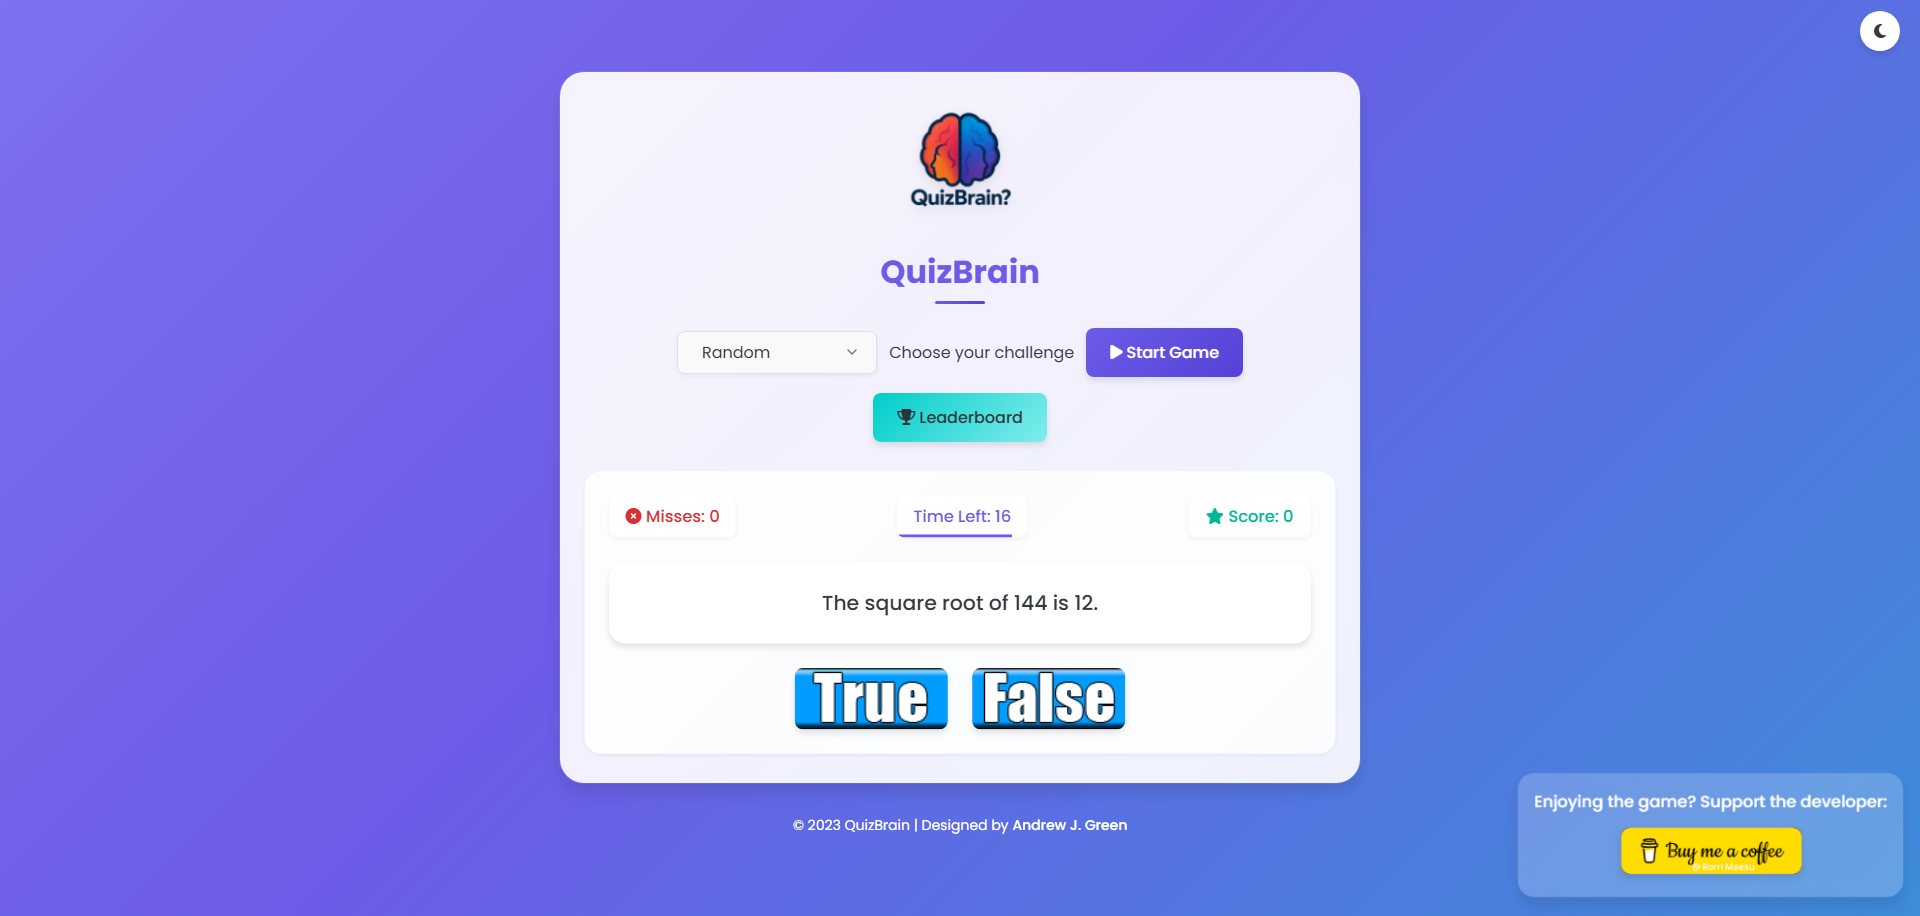 QuizBrain?
QuizBrain
Random
Choose your challenge
Start Game
Leaderboard
Misses: 0
Time Left: 16
Score: 0
The square root of 144 is 12.
True
False
© 2023 QuizBrain | Designed by Andrew J. Green
Enjoying the game? Support the developer:
Buy me a coffee
@ Rorri Maesu